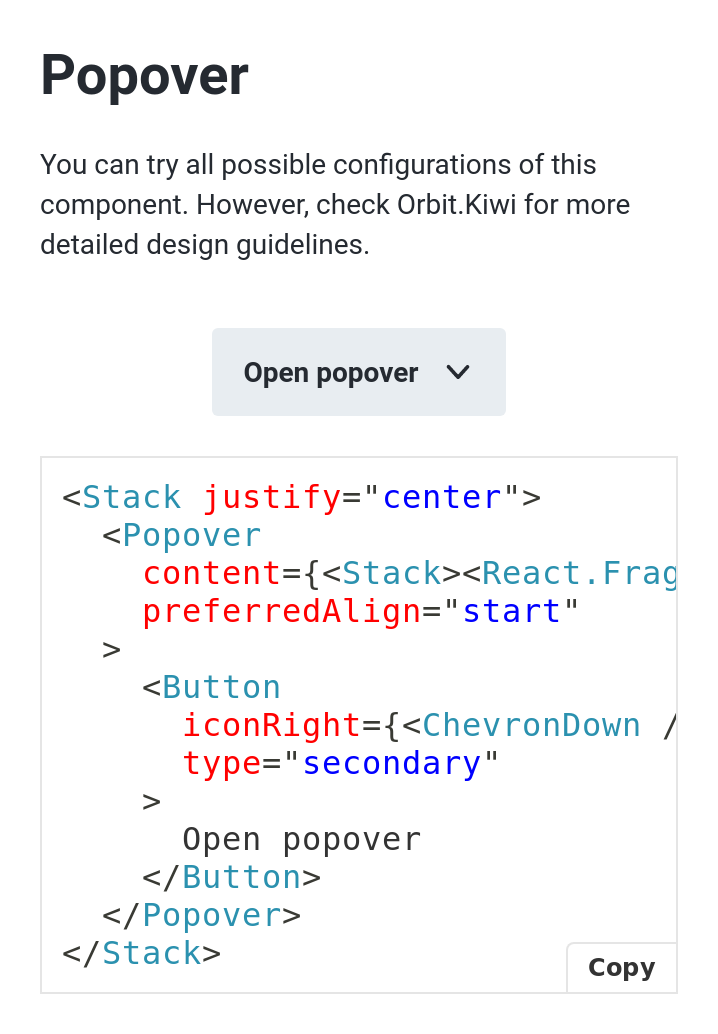 Popover
You can try all possible configurations of this
component. However, check Orbit.Kiwi for more
detailed design guidelines.
Open popover
<Stack justify="center">
  <Popover
    content={<Stack><React.Frag
    preferredAlign="start"
  >
    <Button
      iconRight={<ChevronDown /
      type="secondary"
    >
      Open popover
    </Button>
  </Popover>
</Stack>
Copy